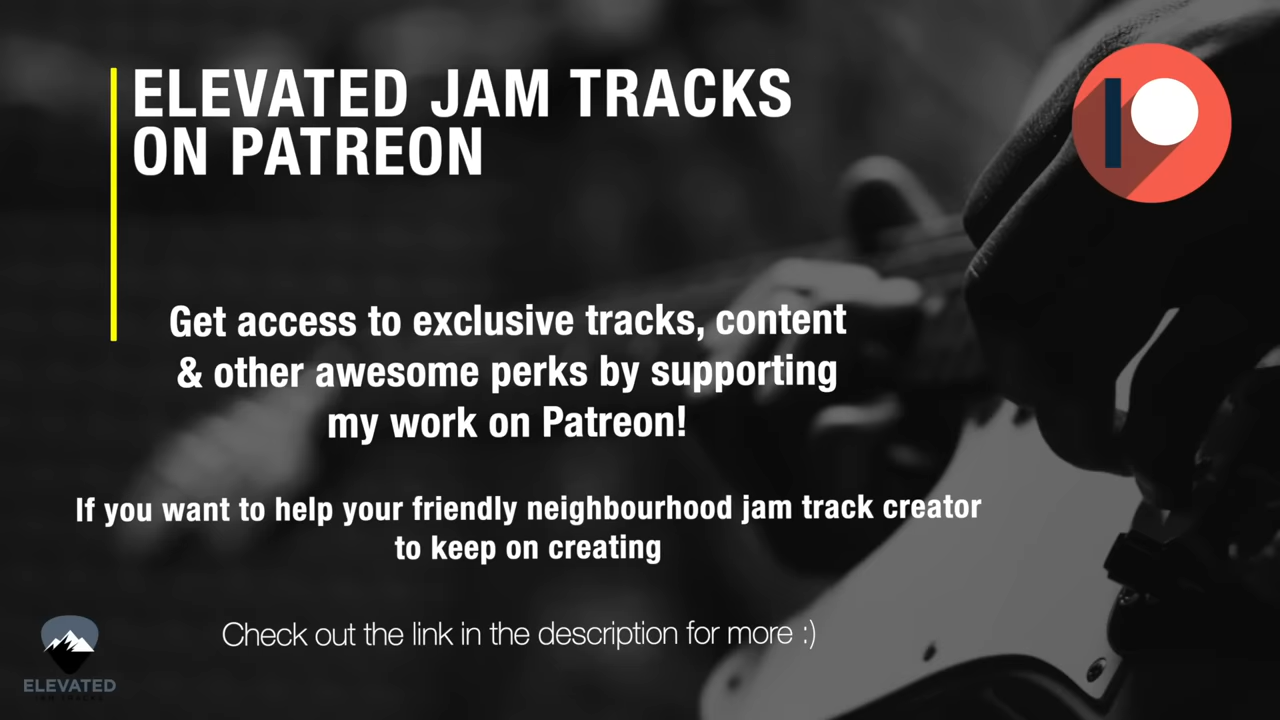 ELEVATED JAM TRACKS
ON PATREON
Get access to exclusive tracks, content
& other awesome perks by supporting
my work on Patreon!
If you want to help your friendly neighbourhood jam track creator
to keep on creating
Check out the link in the description for more :)
ELEVATED